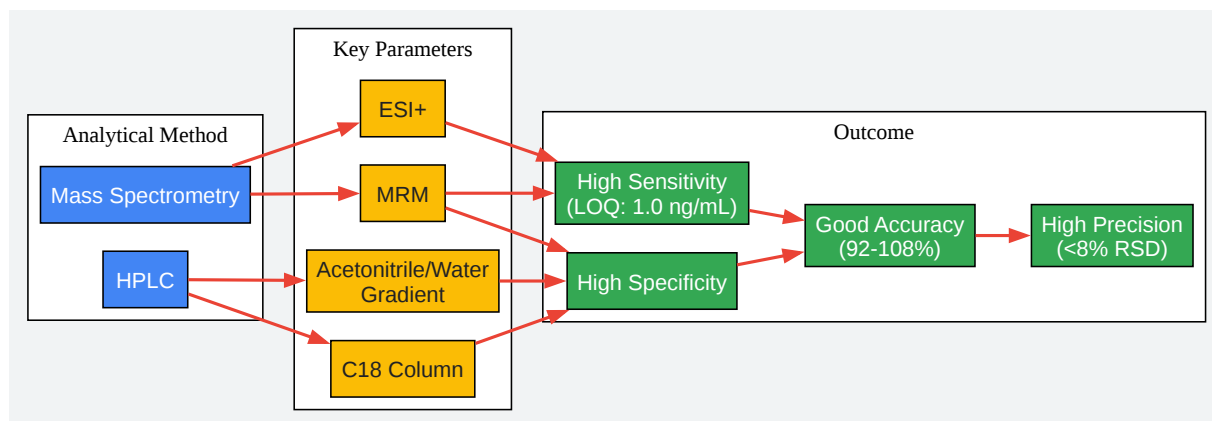 Analytical Method
Mass Spectrometry
HPLC
Key Parameters
ESI+
MRM
Acetonitrile/Water
Gradient
C18 Column
Outcome
High Sensitivity
(LOQ: 1.0 ng/mL)
High Specificity
Good Accuracy
(92-108%)
High Precision
(<8% RSD)